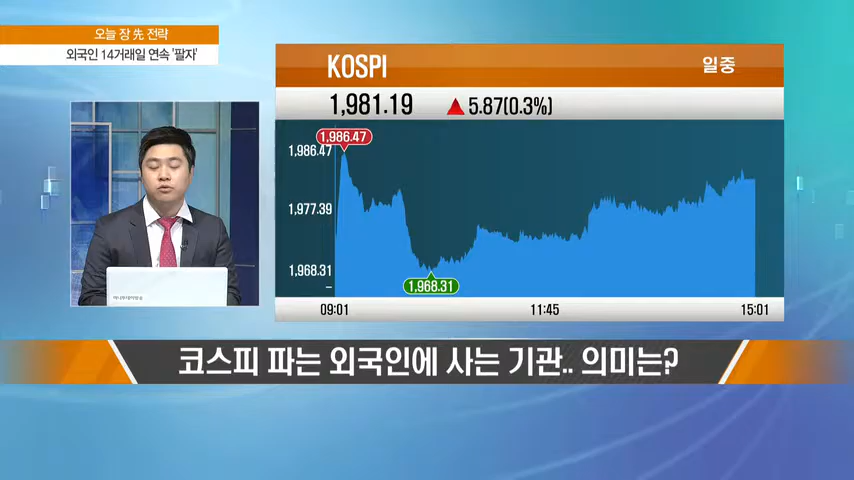 오늘 장 先 전략
외국인 14거래일 연속 '팔자'
KOSPI
일중
1,981.19 ▲ 5.87(0.3%)
1,986.47
1,986.47
1,977.39
1,968.31
1,968.31
09:01
11:45
15:01
코스피 파는 외국인에 사는 기관.. 의미는?